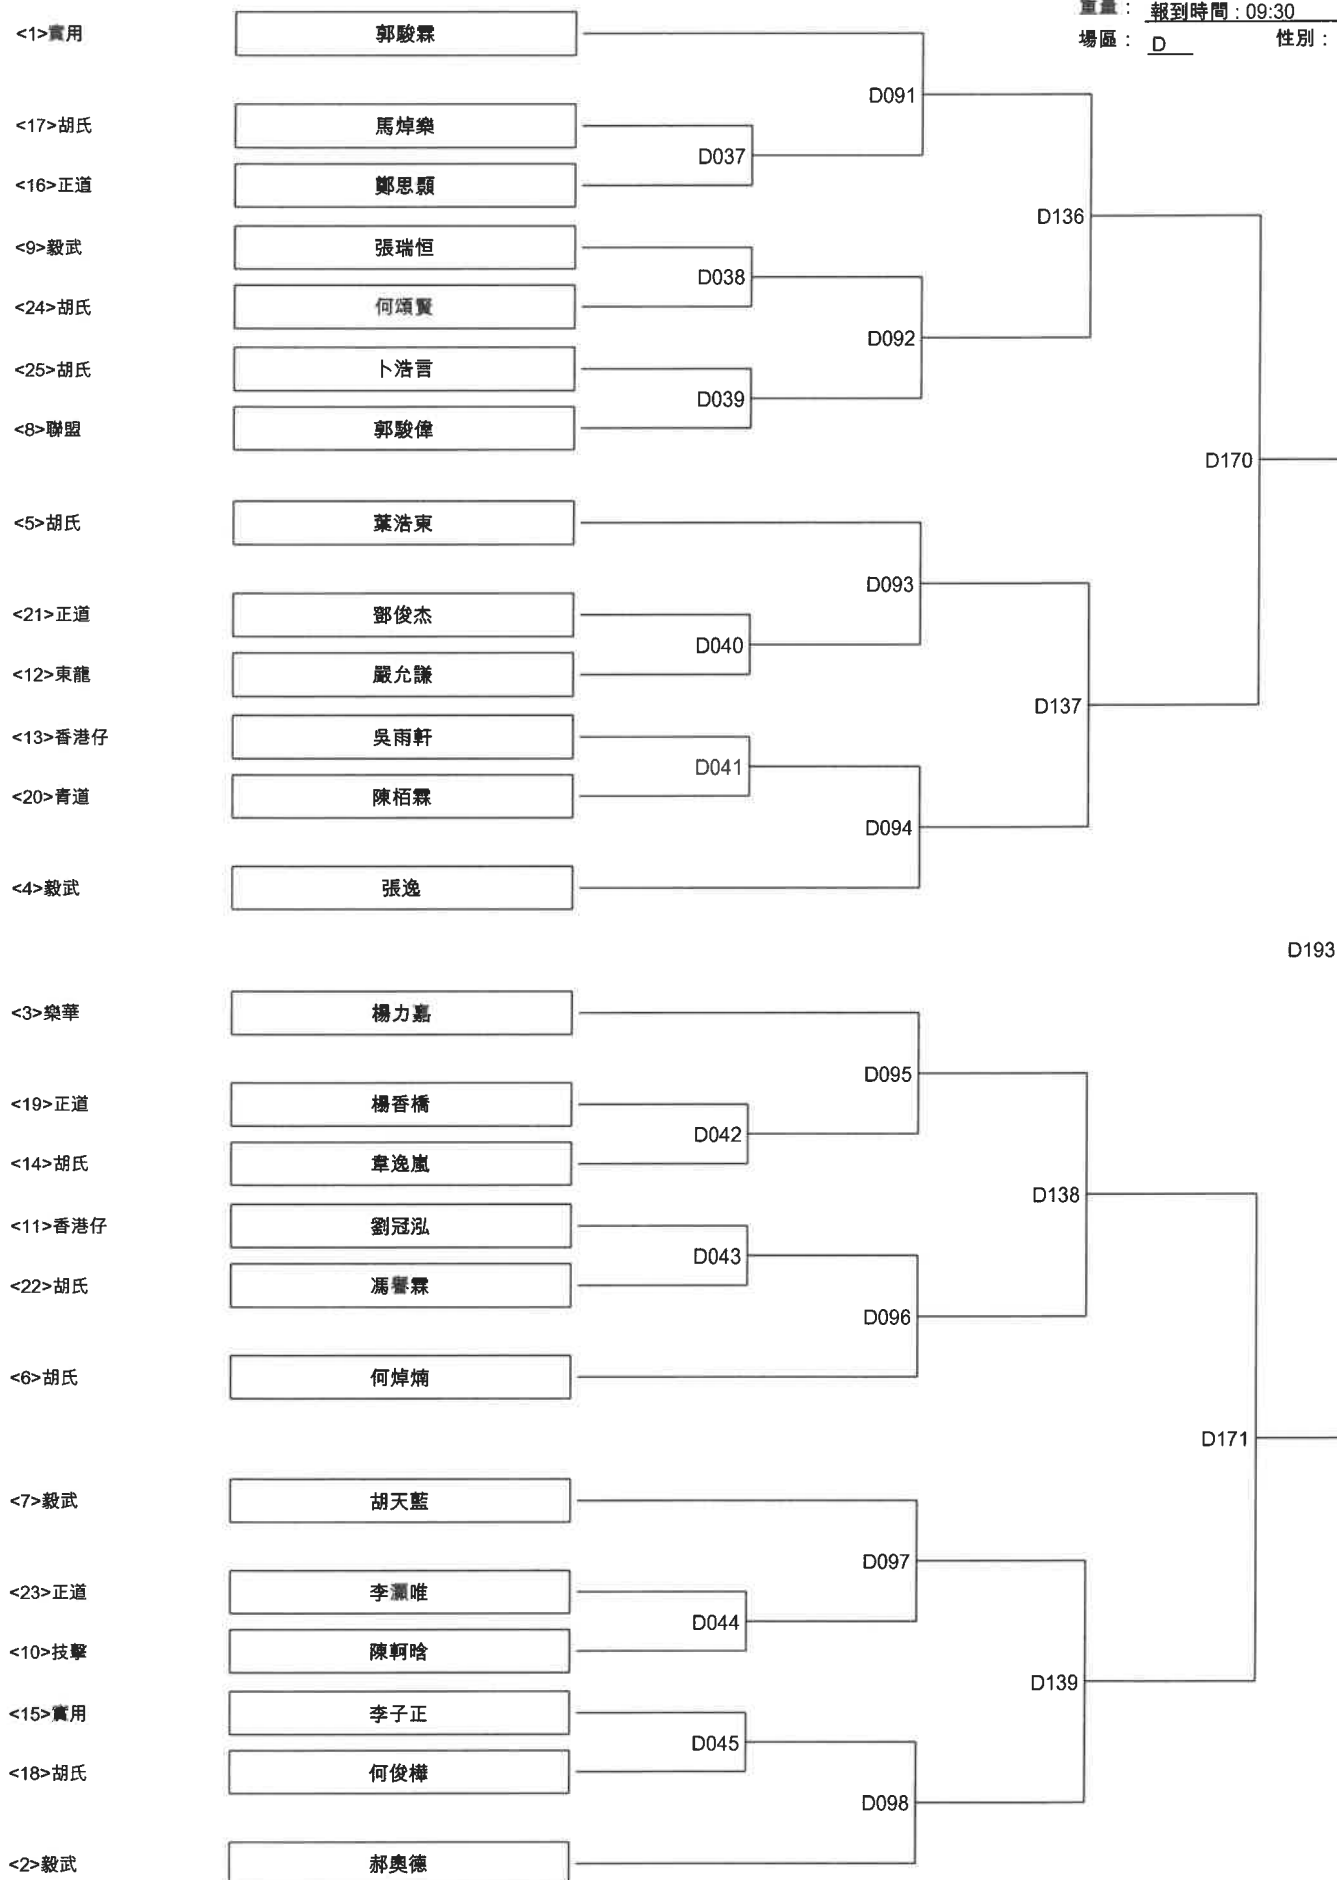 重量： 報到時間 : 09:30
場區： D 性別：
<1>實用 郭駿霖
D091
<17>胡氏 馬焯樂
D037
<16>正道 鄭思顥
D136
<9>毅武 張瑞恒
D038
<24>胡氏 何頌賢
D092
<25>胡氏 卜浩言
D039
<8>聯盟 郭駿偉
D170
<5>胡氏 葉浩東
D093
<21>正道 鄧俊杰
D040
<12>東龍 嚴允謙
D137
<13>香港仔 吳雨軒
D041
<20>青道 陳栢霖
D094
<4>毅武 張逸
D193
<3>樂華 楊力嘉
D095
<19>正道 楊香橋
D042
<14>胡氏 韋逸嵐
D138
<11>香港仔 劉冠泓
D043
<22>胡氏 馮譽霖
D096
<6>胡氏 何焯煵
D171
<7>毅武 胡天藍
D097
<23>正道 李灝唯
D044
<10>技擊 陳軻晗
D139
<15>實用 李子正
D045
<18>胡氏 何俊樺
D098
<2>毅武 郝奧德